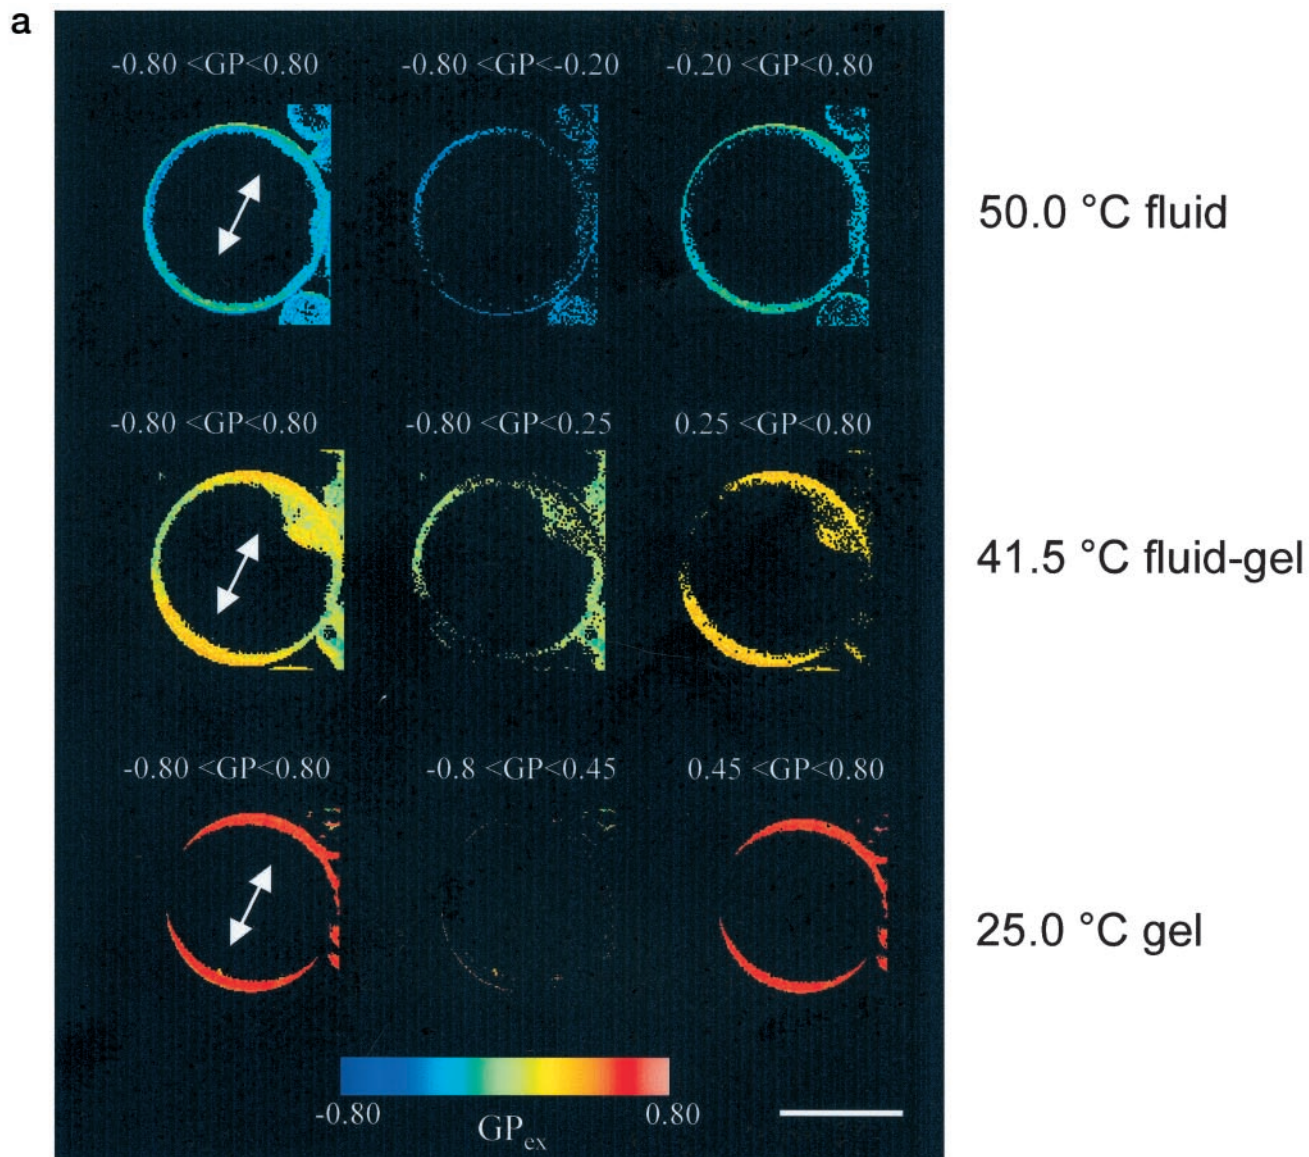 a
-0.80 <GP<0.80 -0.80 <GP<-0.20 -0.20 <GP<0.80
50.0 °C fluid
-0.80 <GP<0.80 -0.80 <GP<0.25 0.25 <GP<0.80
41.5 °C fluid-gel
-0.80 <GP<0.80 -0.8 <GP<0.45 0.45 <GP<0.80
25.0 °C gel
-0.80 0.80
GPex